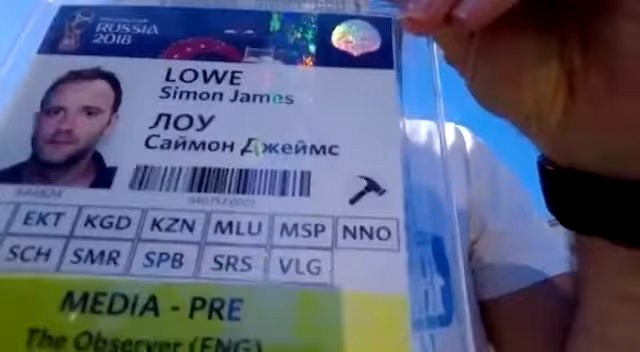 RUSSIA
2018
LOWE
Simon James
ЛОУ
Саймон Джеймс
EKT KGD KZN MLU MSP NNO
SCH SMR SPB SRS VLG
MEDIA - PRE
The Observer (ENG)